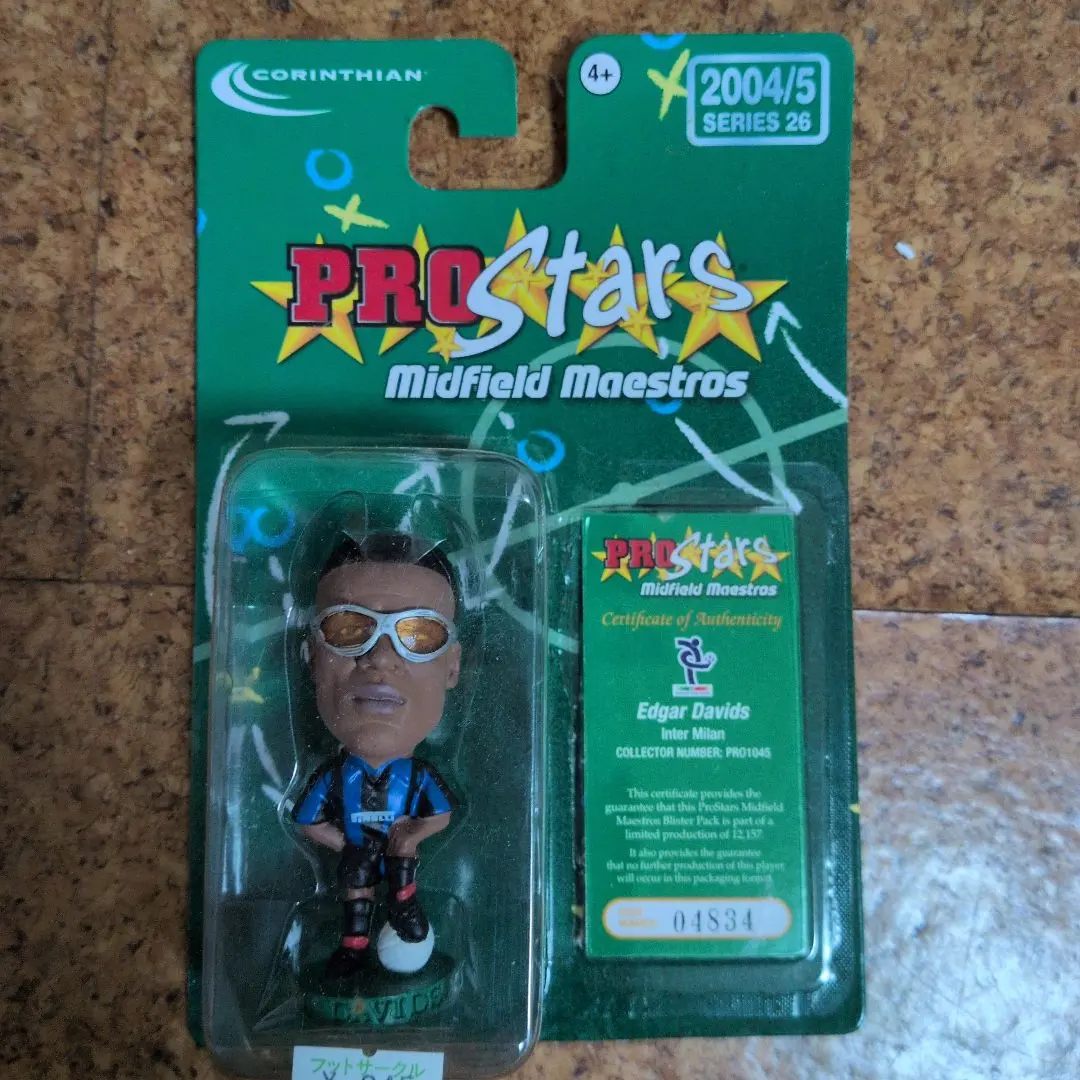 CORINTHIAN
4+
2004/5
SERIES 26
PROStars
Midfield Maestros
PROStars
Midfield Maestros
Certificate of Authenticity
Edgar Davids
Inter Milan
COLLECTOR NUMBER: PRO1045
This certificate provides the
guarantee that this ProStars Midfield
Maestros Blister Pack is part of a
limited production of 12,157
It also provides the guarantee
that no further production of this player
will occur in this packaging format
04834
PIRELLI
DAVIDS
フットサークル